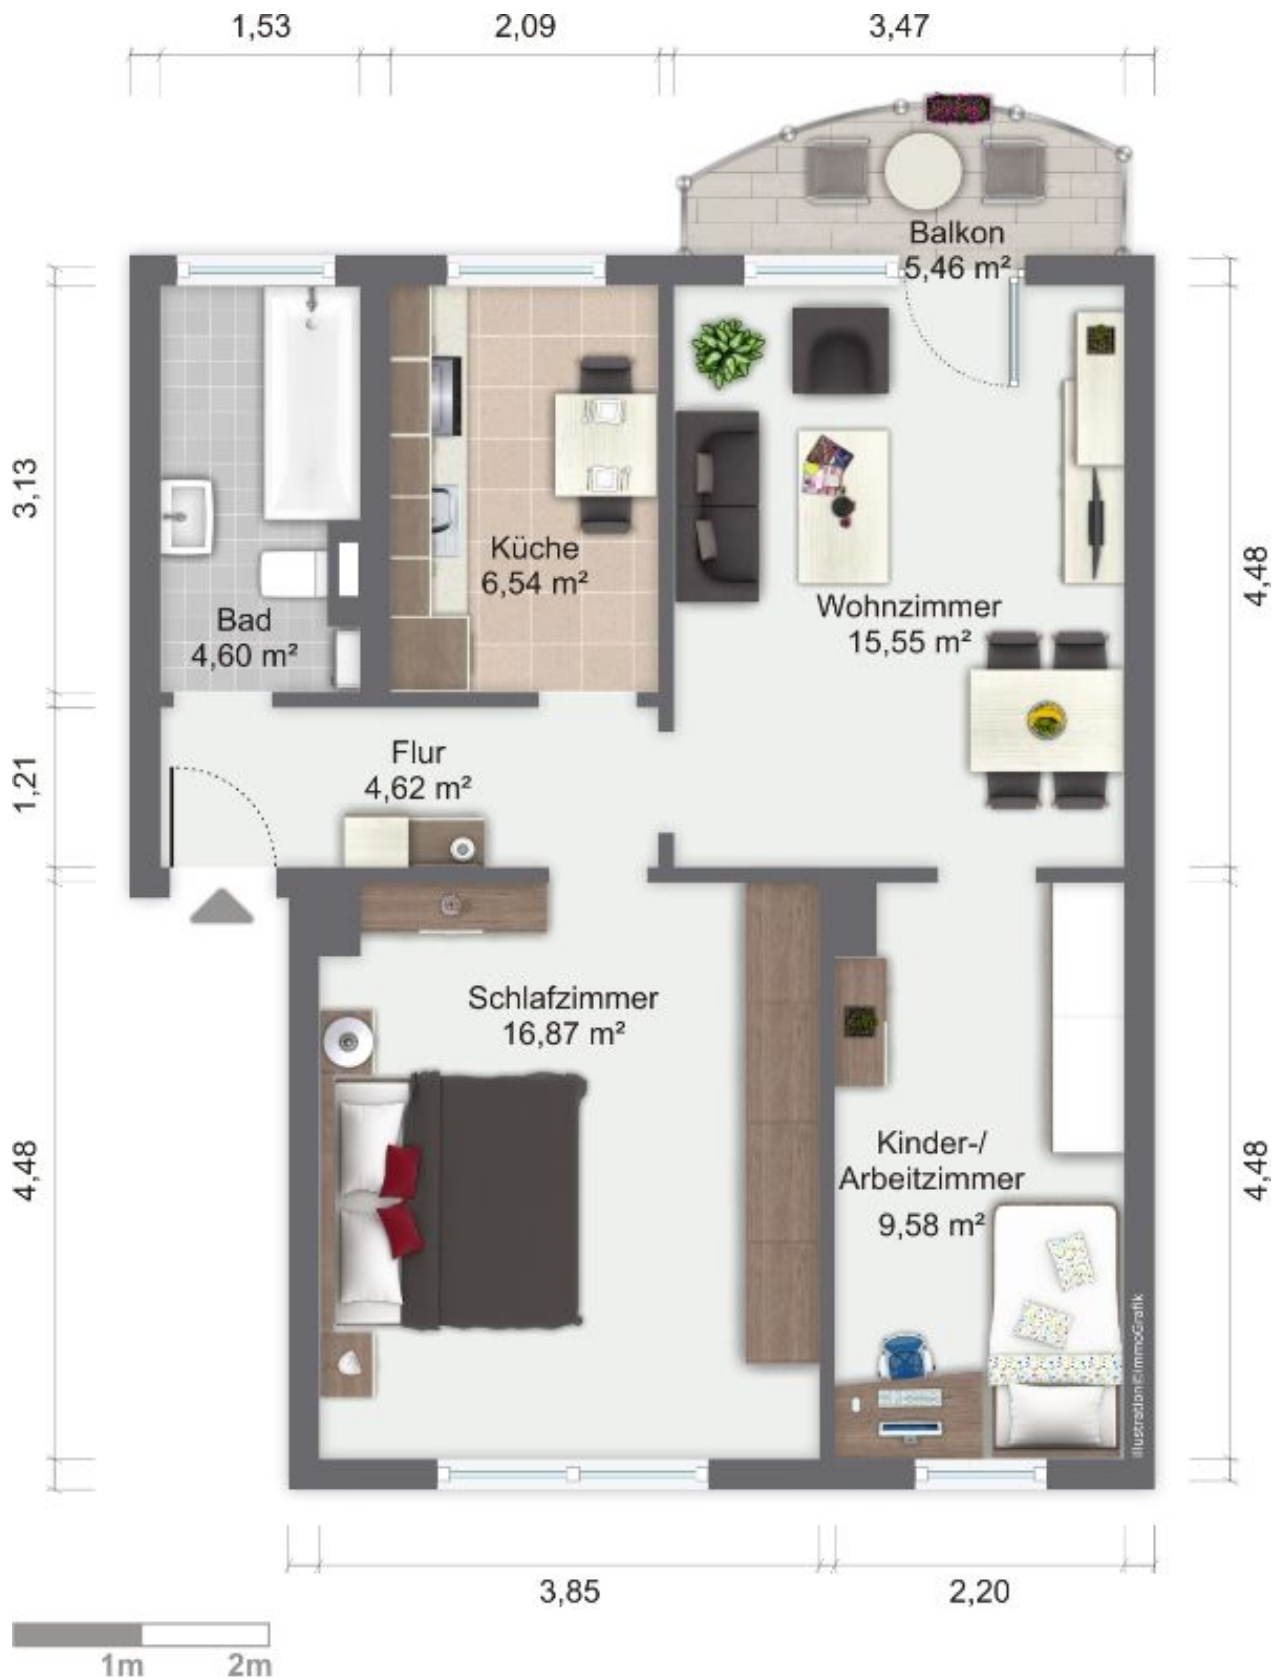 1,53
2,09
3,47
Balkon
5,46 m²
3,13
Küche
6,54 m²
Bad
4,60 m²
Wohnzimmer
15,55 m²
4,48
1,21
Flur
4,62 m²
Schlafzimmer
16,87 m²
4,48
Kinder-/
Arbeitzimmer
9,58 m²
4,48
Illustration©ImmoGrafik
3,85
2,20
1m
2m